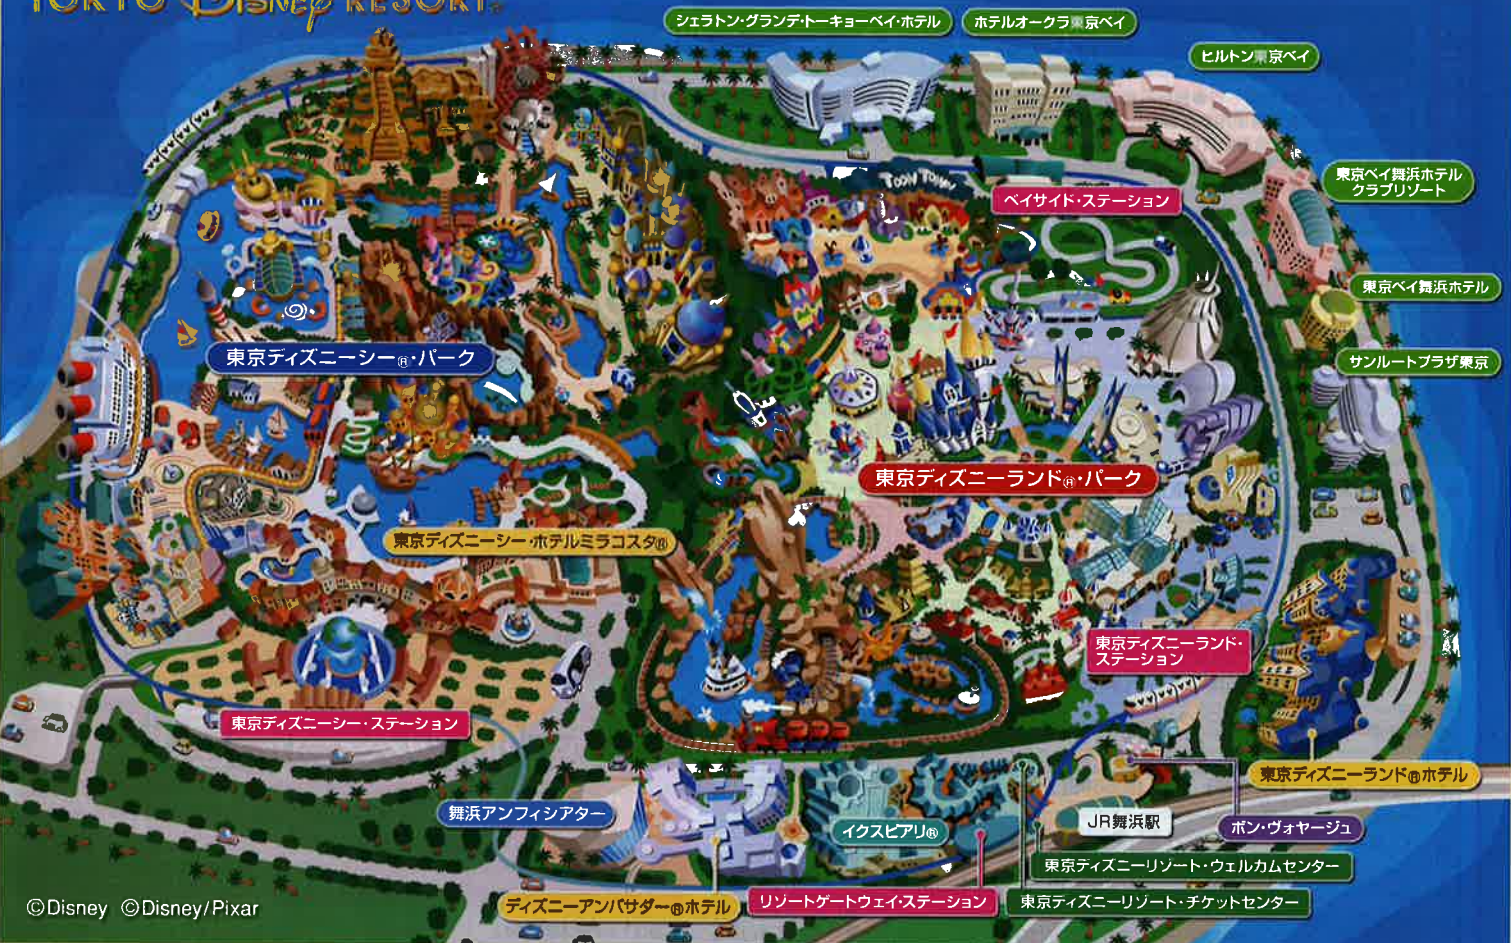 TOKYO DISNEY RESORT®
シェラトン・グランデ・トーキョーベイ・ホテル
ホテルオークラ東京ベイ
ヒルトン東京ベイ
東京ベイ舞浜ホテル
クラブリゾート
TOON TOWN
ベイサイド・ステーション
東京ベイ舞浜ホテル
東京ディズニーシー®・パーク
サンルートプラザ東京
東京ディズニーランド®・パーク
東京ディズニーシー・ホテルミラコスタ®
東京ディズニーランド・
ステーション
東京ディズニーシー・ステーション
東京ディズニーランド®ホテル
舞浜アンフィシアター
イクスピアリ®
JR舞浜駅
ボン・ヴォヤージュ
東京ディズニーリゾート・ウェルカムセンター
ディズニーアンバサダー®ホテル
リゾートゲートウェイ・ステーション
東京ディズニーリゾート・チケットセンター
©Disney ©Disney/Pixar